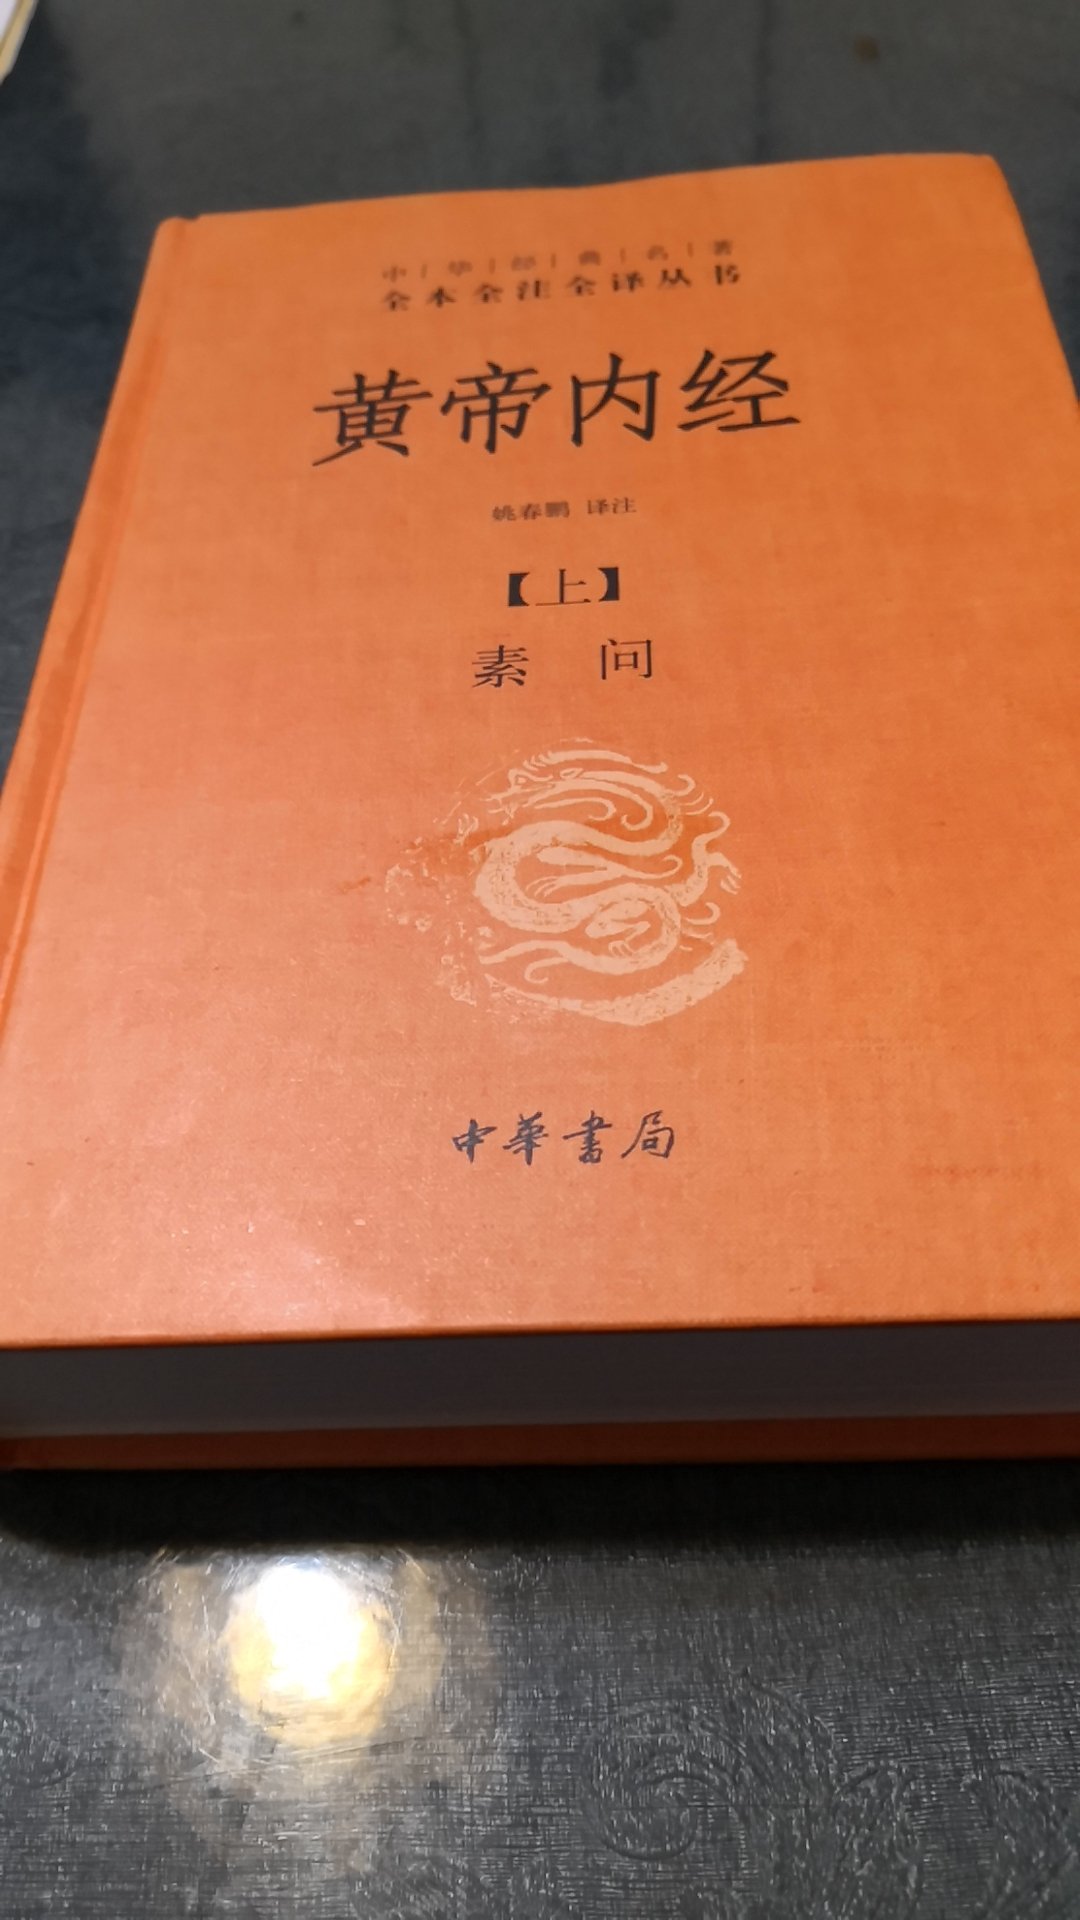 中华经典名著
全本全注全译丛书
黄帝内经
姚春鹏 译注
【上】
素 问
中華書局